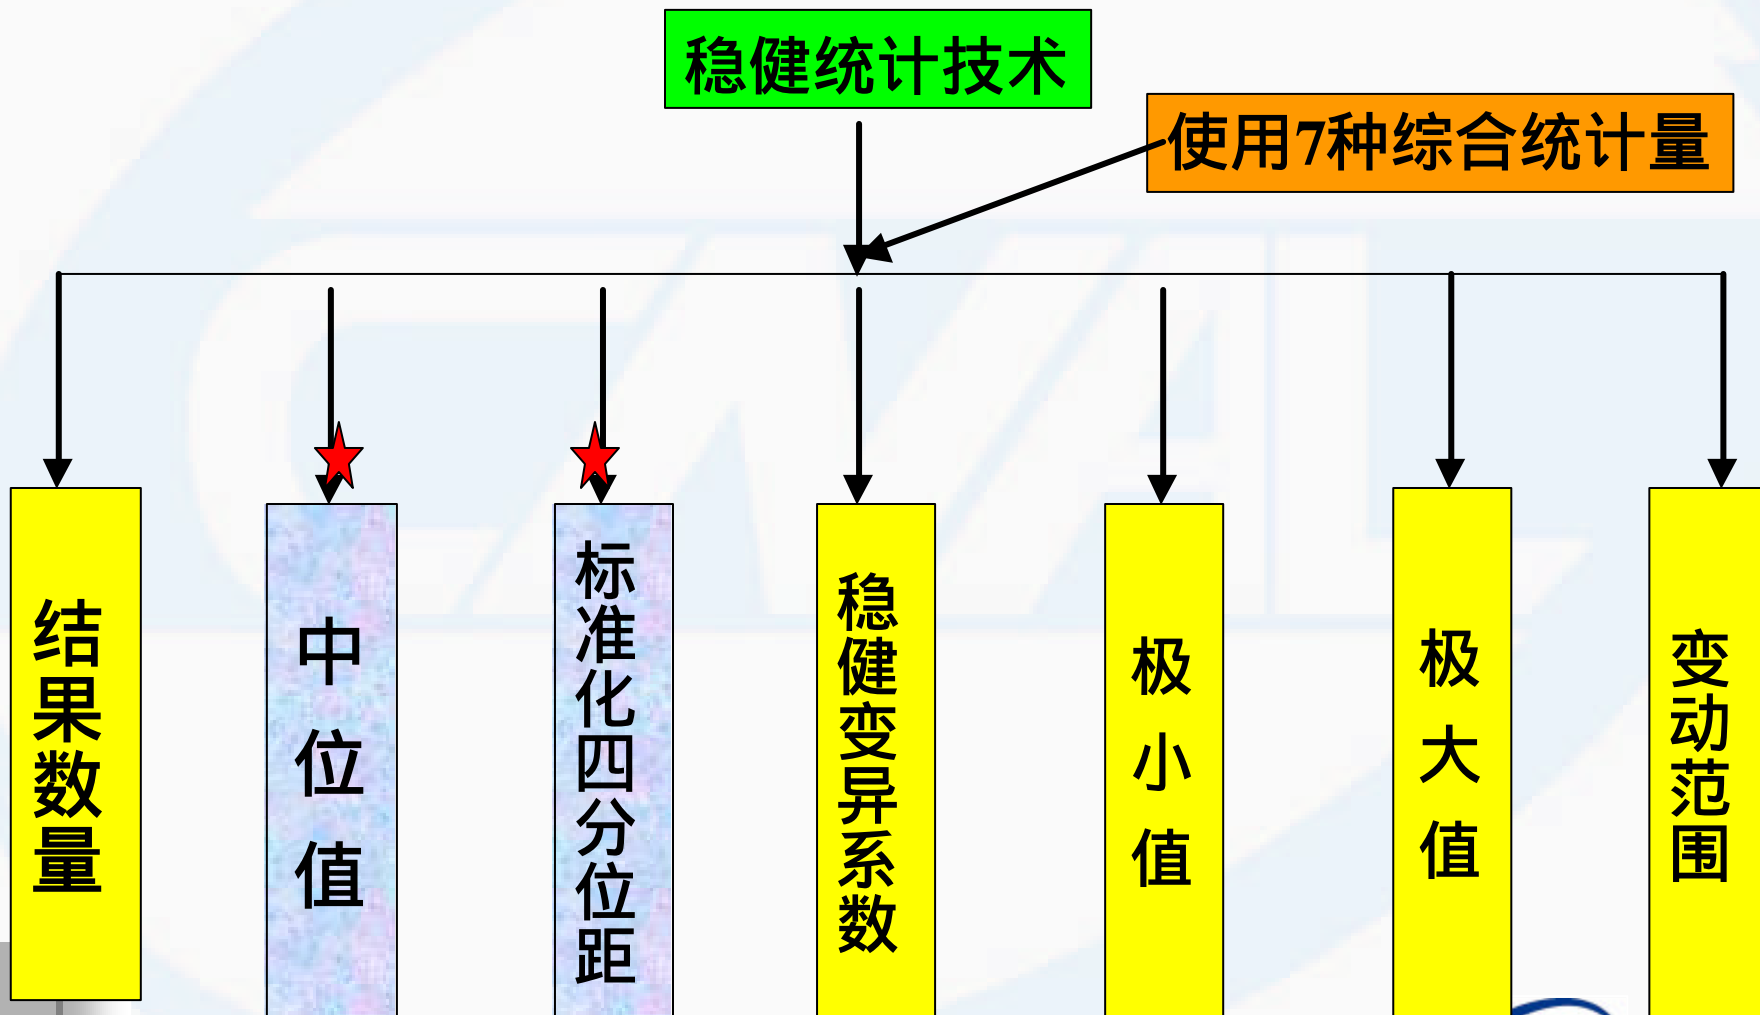 稳健统计技术
使用7种综合统计量
结果数量
中位值
标准化四分位距
稳健变异系数
极小值
极大值
变动范围
CNAL